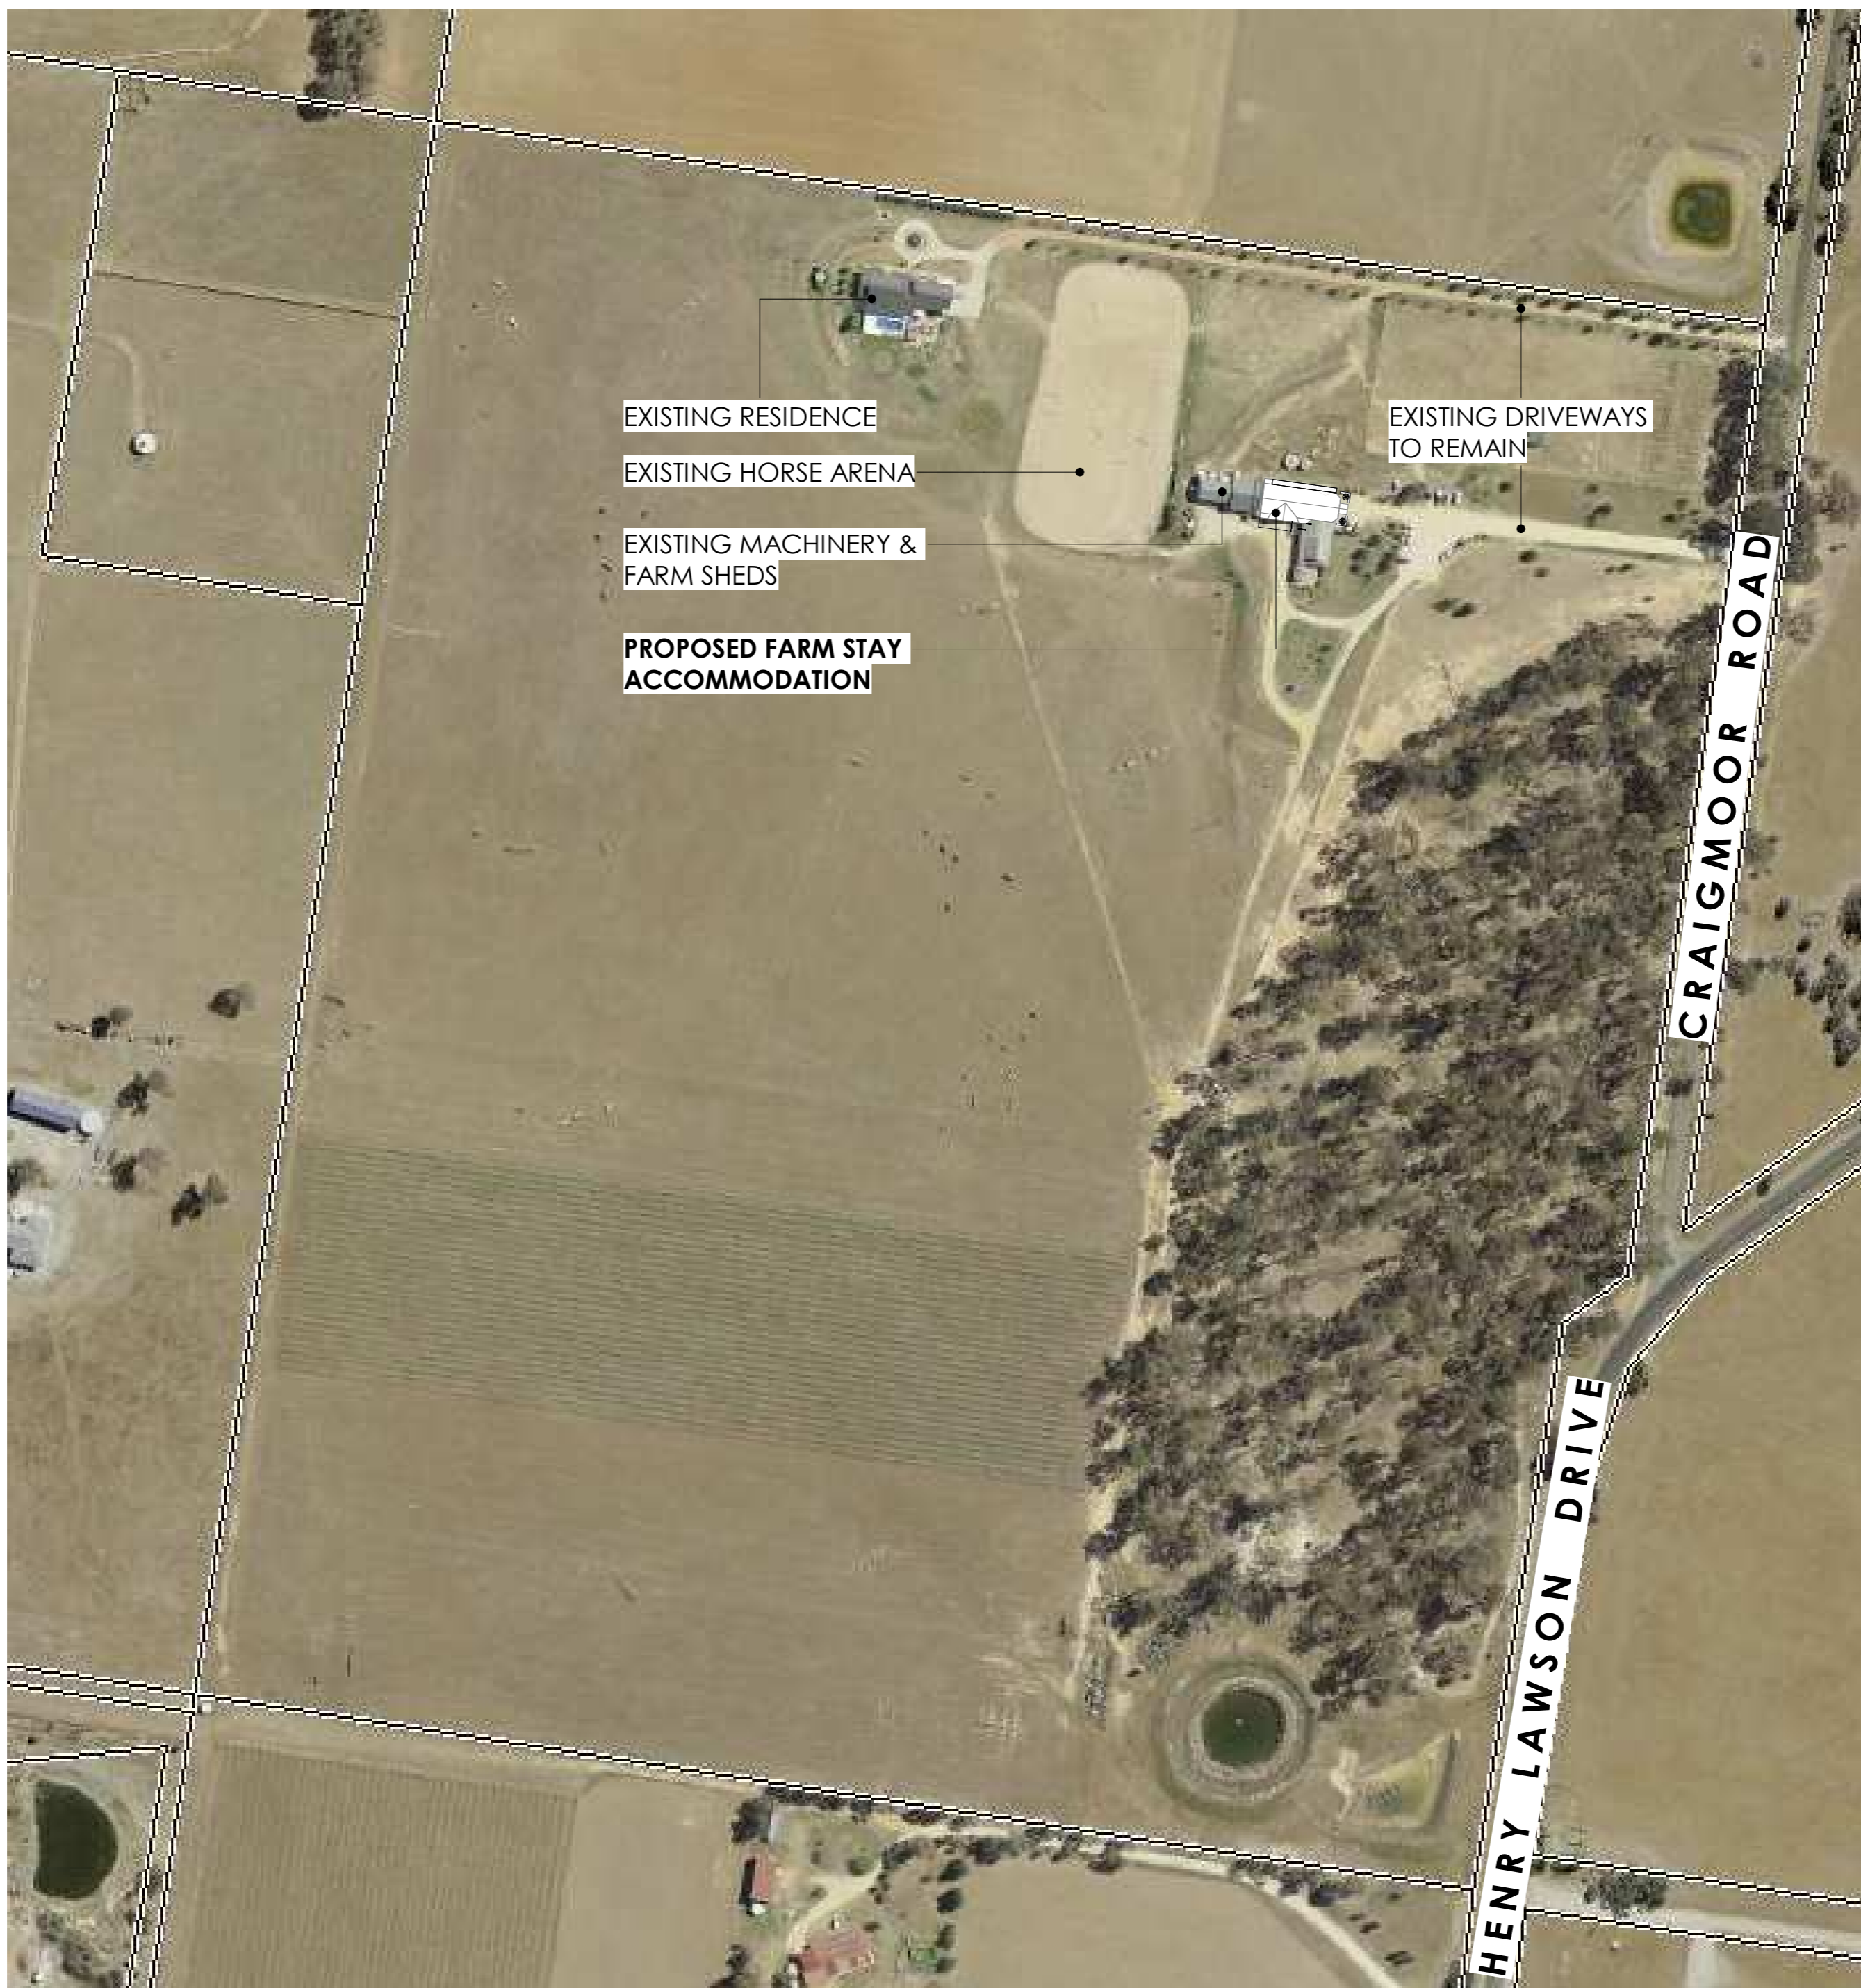 EXISTING RESIDENCE
EXISTING DRIVEWAYS
TO REMAIN
EXISTING HORSE ARENA
EXISTING MACHINERY &
FARM SHEDS
PROPOSED FARM STAY
ACCOMMODATION
CRAIGMOOR ROAD
HENRY LAWSON DRIVE